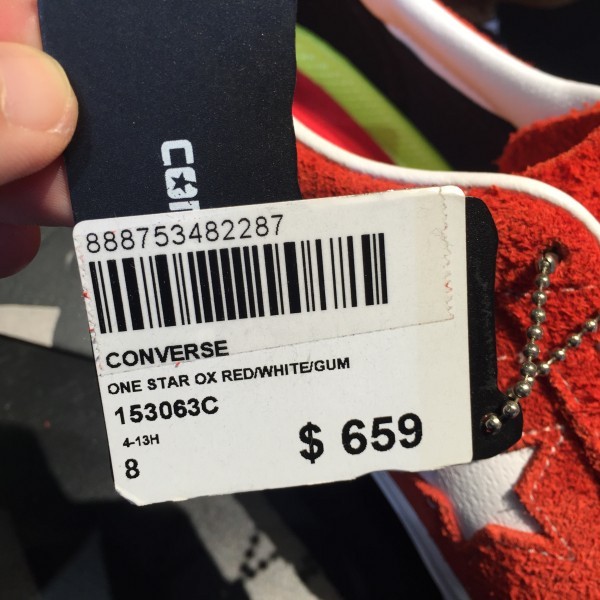 888753482287
CONVERSE
ONE STAR OX RED/WHITE/GUM
153063C
4-13H
8
$ 659